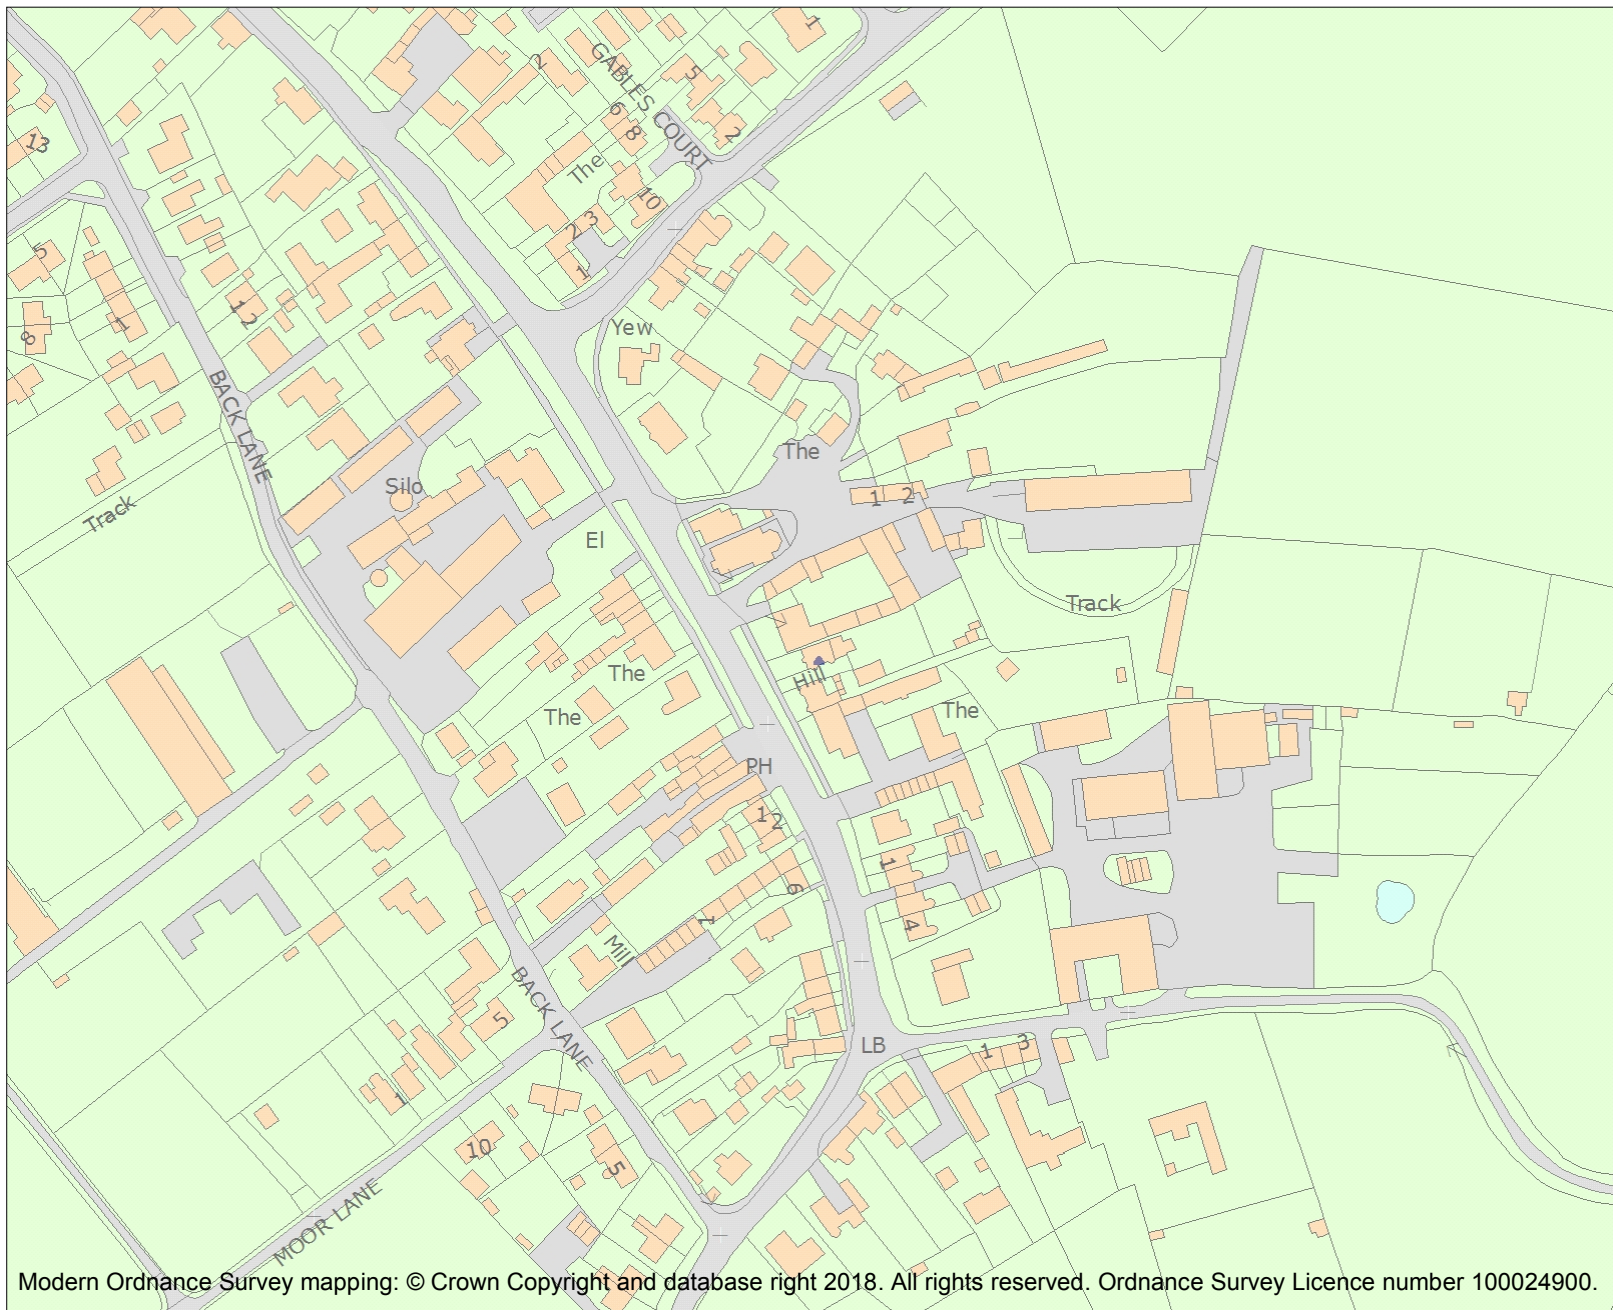 1
GABLES COURT
2
5
6
8
2
13
The
10
3
2
1
5
Yew
1 2
1
8
BACK LANE
The
Silo
1
2
Track
El
Track
The
Hill
The
The
PH
1
2
1
6
1
4
Mill
BACK LANE
5
LB
1
3
1
10
5
MOOR LANE
Modern Ordnance Survey mapping: © Crown Copyright and database right 2018. All rights reserved. Ordnance Survey Licence number 100024900.